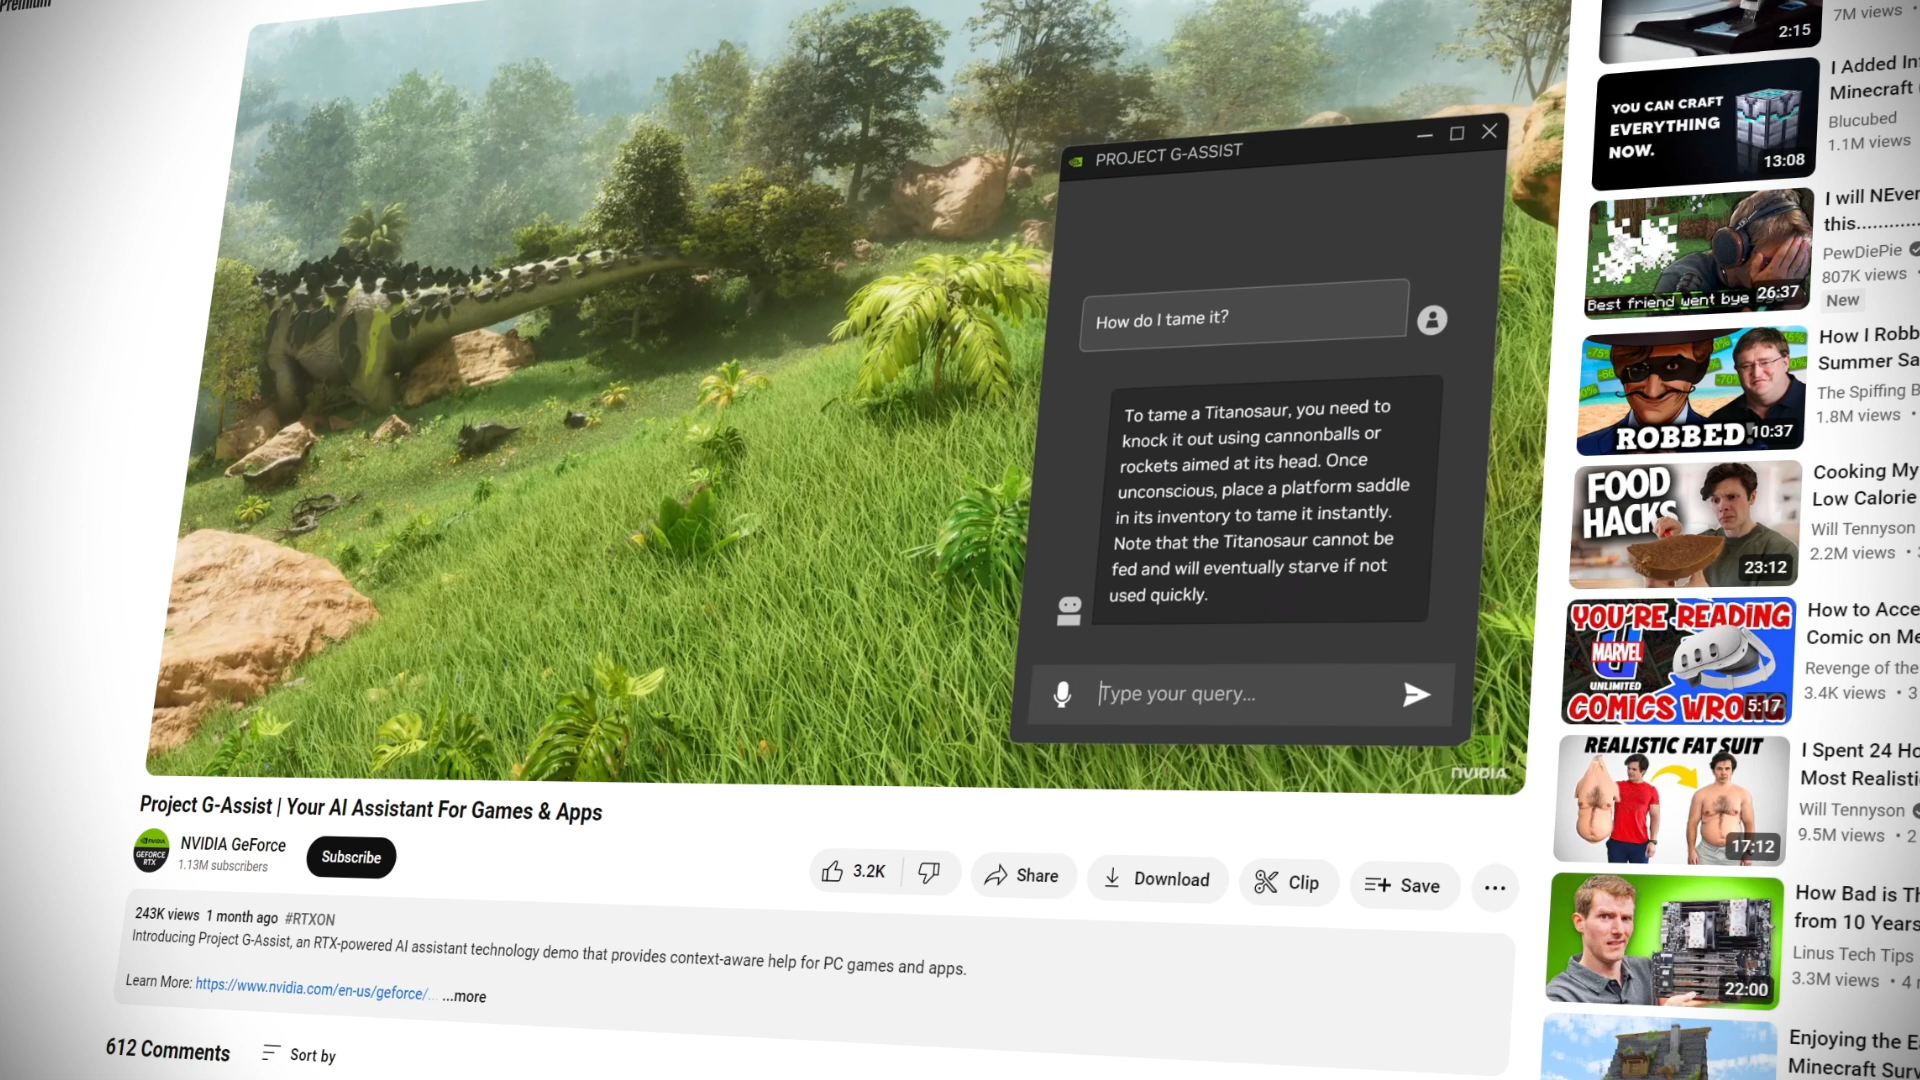 Premium
PROJECT G-ASSIST
How do I tame it?
To tame a Titanosaur, you need to
knock it out using cannonballs or
rockets aimed at its head. Once
unconscious, place a platform saddle
in its inventory to tame it instantly.
Note that the Titanosaur cannot be
fed and will eventually starve if not
used quickly.
Type your query...
NVIDIA
Project G-Assist | Your AI Assistant For Games & Apps
NVIDIA
GEFORCE
RTX
NVIDIA GeForce
1.13M subscribers
Subscribe
3.2K
Share
Download
Clip
Save
243K views 1 month ago #RTXON
Introducing Project G-Assist, an RTX-powered AI assistant technology demo that provides context-aware help for PC games and apps.
Learn More: https://www.nvidia.com/en-us/geforce/... ...more
612 Comments
Sort by
2:15
7M views •
YOU CAN CRAFT
EVERYTHING
NOW.
13:08
I Added In
Minecraft
Blucubed
1.1M views
Best friend went bye
26:37
I will NEver
this..........
PewDiePie
807K views •
New
ROBBED
10:37
How I Robb
Summer Sa
The Spiffing B
1.8M views •
FOOD
HACKS
23:12
Cooking My
Low Calorie
Will Tennyson
2.2M views •
YOU'RE READING
MARVEL
UNLIMITED
COMICS WRONG
5:17
How to Acce
Comic on Me
Revenge of the
3.4K views • 3
REALISTIC FAT SUIT
17:12
I Spent 24 Ho
Most Realisti
Will Tennyson
9.5M views • 2
22:00
How Bad is Th
from 10 Years
Linus Tech Tips
3.3M views • 4
Enjoying the E
Minecraft Surv